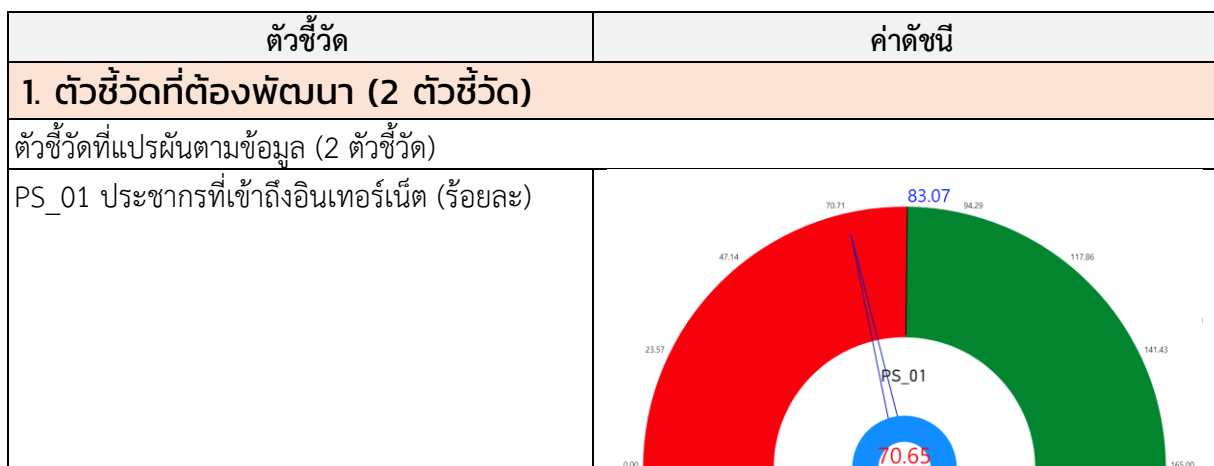 ตัวชี้วัด
ค่าดัชนี
1. ตัวชี้วัดที่ต้องพัฒนา (2 ตัวชี้วัด)
ตัวชี้วัดที่แปรผันตามข้อมูล (2 ตัวชี้วัด)
PS_01 ประชากรที่เข้าถึงอินเทอร์เน็ต (ร้อยละ)
83.07
70.71
94.29
47.14
117.86
23.57
141.43
PS_01
70.65
0.00
165.00